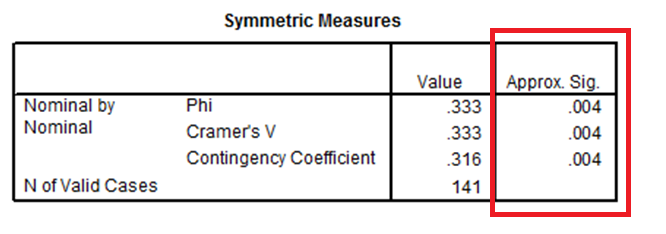 Symmetric Measures
Value Approx. Sig.
Nominal by Phi .333 .004
Nominal Cramer's V .333 .004
Contingency Coefficient .316 .004
N of Valid Cases 141